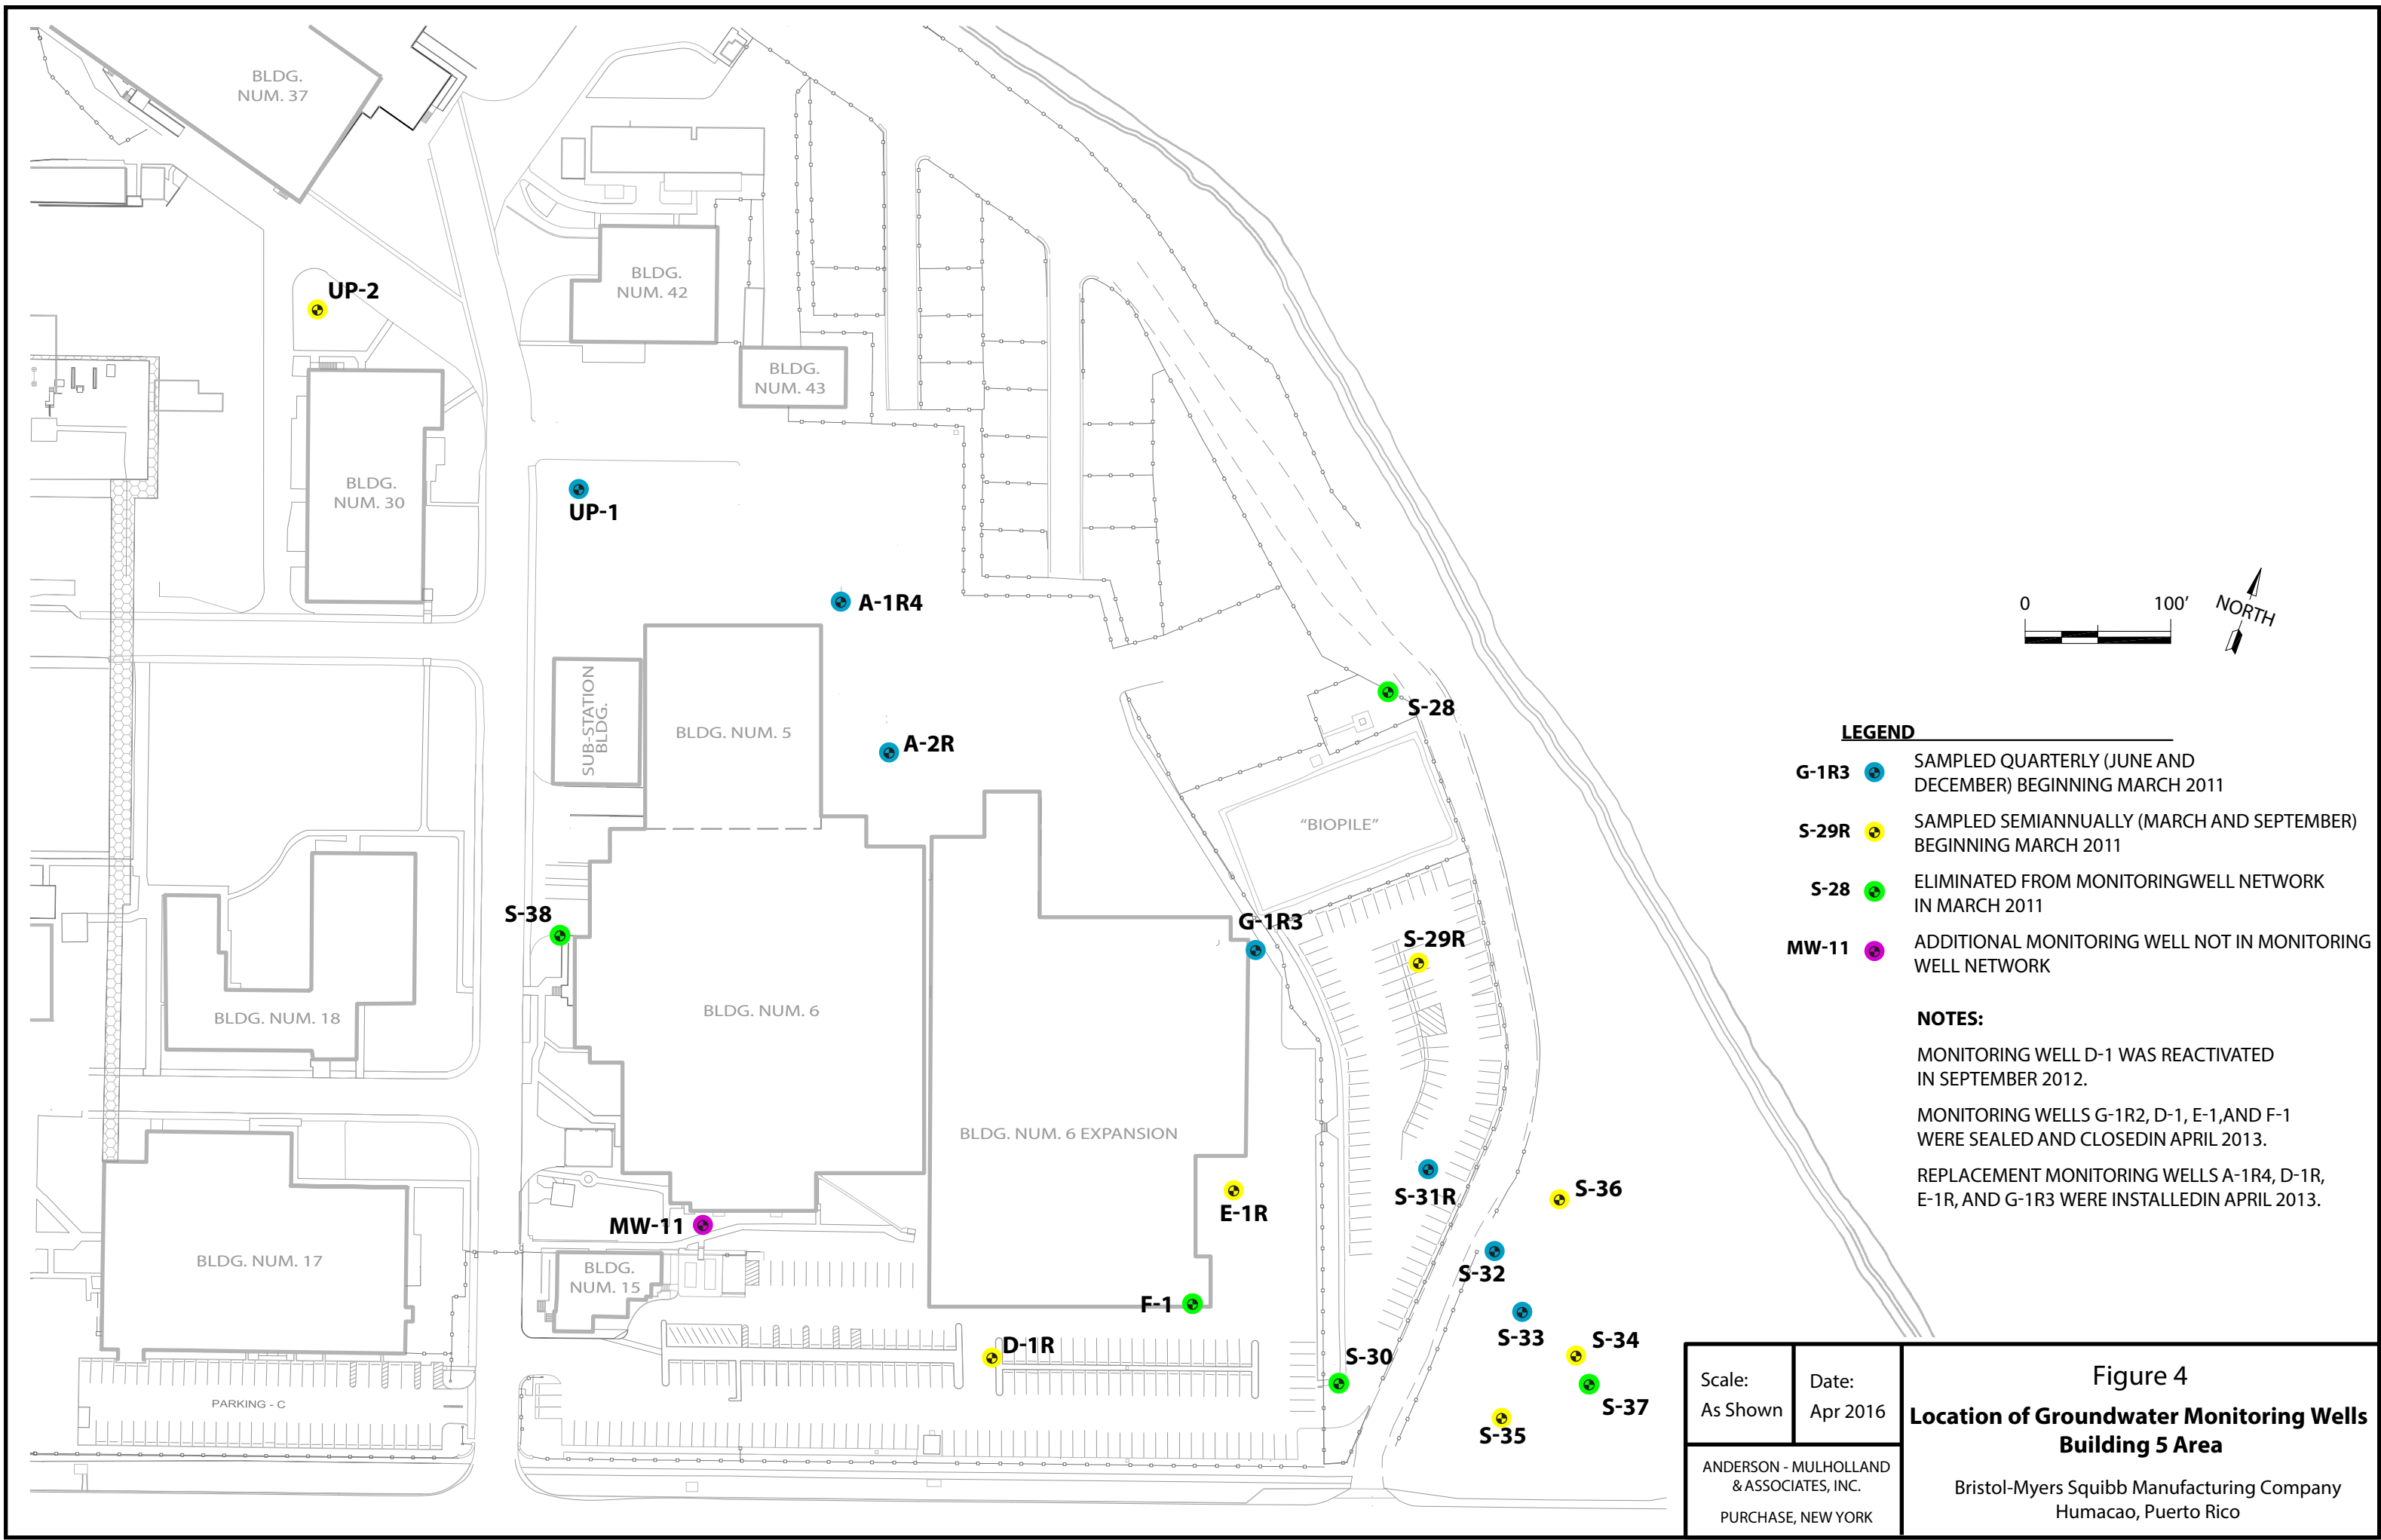 BLDG.
NUM. 37
UP-2
BLDG.
NUM. 42
BLDG.
NUM. 43
BLDG.
NUM. 30
UP-1
A-1R4
SUB-STATION
BLDG.
BLDG. NUM. 5
A-2R
S-28
"BIOPILE"
S-38
G-1R3
S-29R
BLDG. NUM. 18
BLDG. NUM. 6
BLDG. NUM. 6 EXPANSION
S-31R
S-36
E-1R
MW-11
BLDG. NUM. 17
BLDG.
NUM. 15
S-32
F-1
S-33
S-34
D-1R
S-30
S-37
S-35
PARKING - C
0 100'
NORTH
LEGEND
G-1R3 SAMPLED QUARTERLY (JUNE AND
DECEMBER) BEGINNING MARCH 2011
S-29R SAMPLED SEMIANNUALLY (MARCH AND SEPTEMBER)
BEGINNING MARCH 2011
S-28 ELIMINATED FROM MONITORINGWELL NETWORK
IN MARCH 2011
MW-11 ADDITIONAL MONITORING WELL NOT IN MONITORING
WELL NETWORK
NOTES:
MONITORING WELL D-1 WAS REACTIVATED
IN SEPTEMBER 2012.
MONITORING WELLS G-1R2, D-1, E-1,AND F-1
WERE SEALED AND CLOSEDIN APRIL 2013.
REPLACEMENT MONITORING WELLS A-1R4, D-1R,
E-1R, AND G-1R3 WERE INSTALLEDIN APRIL 2013.
Scale:
As Shown
Date:
Apr 2016
ANDERSON - MULHOLLAND
& ASSOCIATES, INC.
PURCHASE, NEW YORK
Figure 4
Location of Groundwater Monitoring Wells
Building 5 Area
Bristol-Myers Squibb Manufacturing Company
Humacao, Puerto Rico